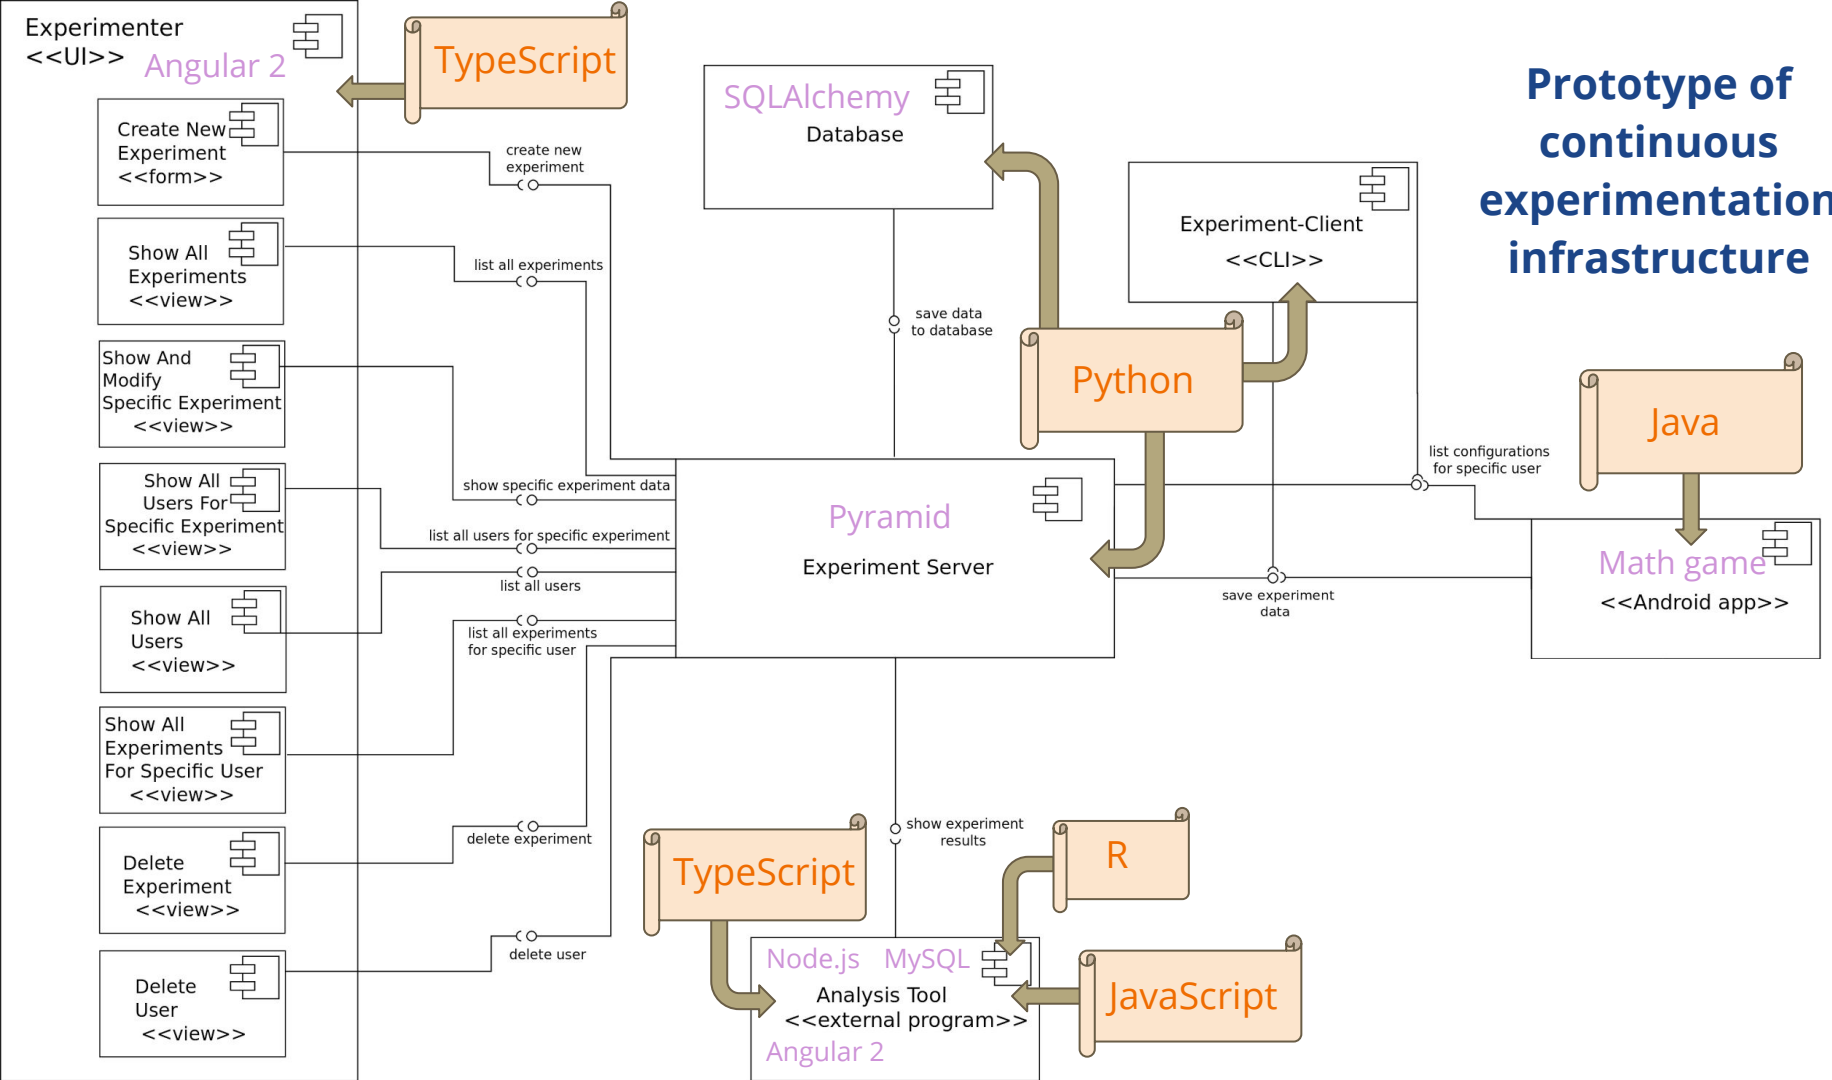 Experimenter
<<UI>>
Angular 2
TypeScript
Create New
Experiment
<<form>>
Show All
Experiments
<<view>>
Show And
Modify
Specific Experiment
<<view>>
Show All
Users For
Specific Experiment
<<view>>
Show All
Users
<<view>>
Show All
Experiments
For Specific User
<<view>>
Delete
Experiment
<<view>>
Delete
User
<<view>>
create new
experiment
list all experiments
show specific experiment data
list all users for specific experiment
list all users
list all experiments
for specific user
delete experiment
delete user
SQLAlchemy
Database
save data
to database
Python
Pyramid
Experiment Server
Experiment-Client
<<CLI>>
Prototype of
continuous
experimentation
infrastructure
Java
list configurations
for specific user
Math game
<<Android app>>
save experiment
data
show experiment
results
TypeScript
R
JavaScript
Node.js MySQL
Analysis Tool
<<external program>>
Angular 2